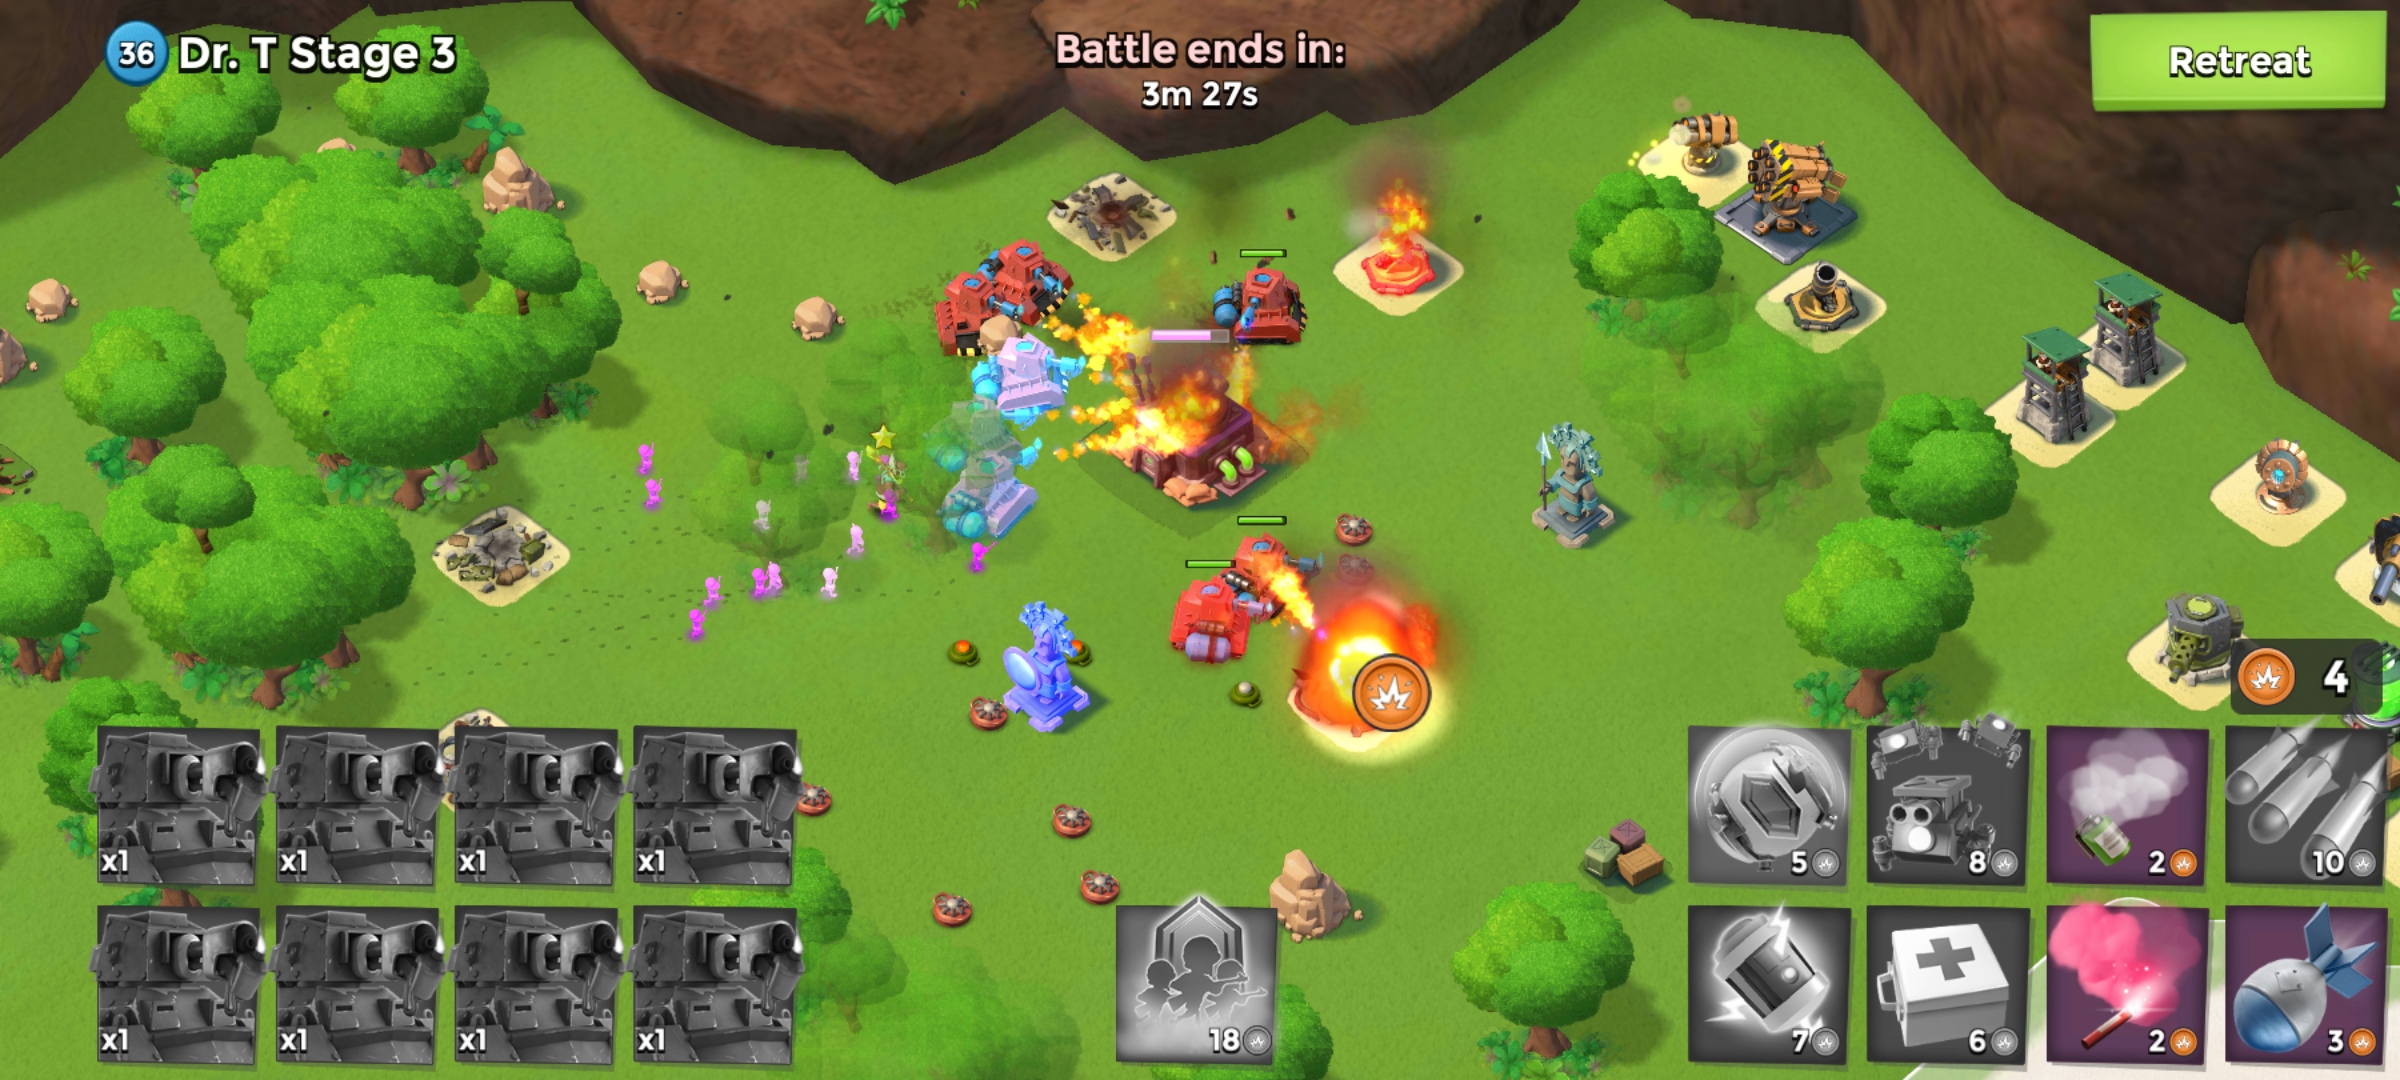 36 Dr. T Stage 3
Battle ends in:
3m 27s
Retreat
4
x1 x1 x1 x1
5 8 2 10
x1 x1 x1 x1
18
7 6 2 3